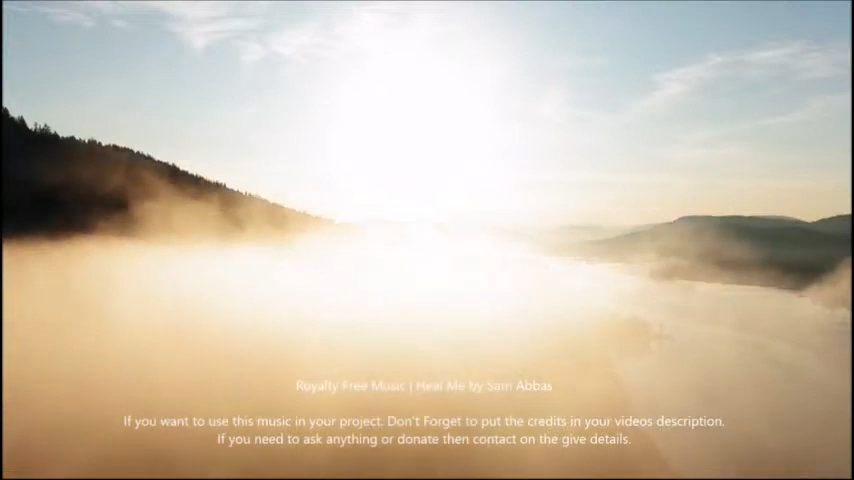 Royalty Free Music | Heal Me by Sam Abbas
If you want to use this music in your project. Don't Forget to put the credits in your videos description.
If you need to ask anything or donate then contact on the give details.